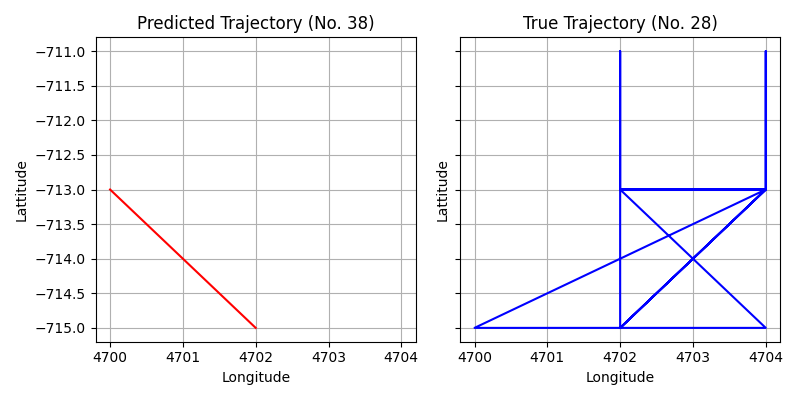 Predicted Trajectory (No. 38)
True Trajectory (No. 28)
Lattitude
−711.0
−711.5
−712.0
−712.5
−713.0
−713.5
−714.0
−714.5
−715.0
4700 4701 4702 4703 4704
Longitude
Lattitude
4700 4701 4702 4703 4704
Longitude